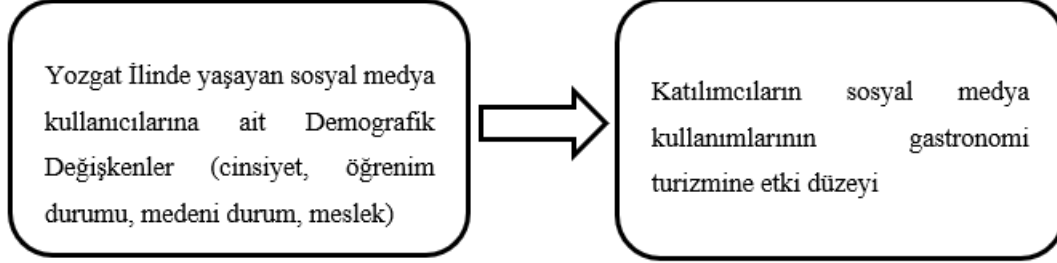 Yozgat İlinde yaşayan sosyal medya
kullanıcılarına ait Demografik
Değişkenler (cinsiyet, öğrenim
durumu, medeni durum, meslek)
Katılımcıların sosyal medya
kullanımlarının gastronomi
turizmine etki düzeyi